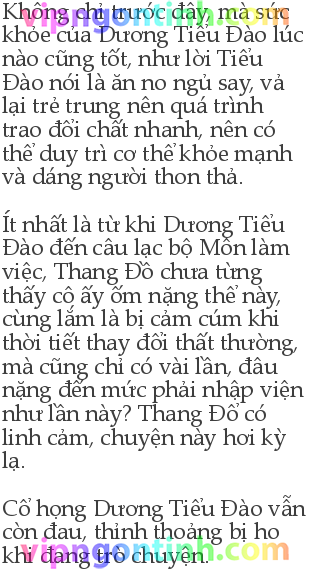 Không chỉ trước đây, mà sức
khỏe của Dương Tiểu Đào lúc
nào cũng tốt, như lời Tiểu
Đào nói là ăn no ngủ say, vả
lại trẻ trung nên quá trình
trao đổi chất nhanh, nên có
thể duy trì cơ thể khỏe mạnh
và dáng người thon thả.
Ít nhất là từ khi Dương Tiểu
Đào đến câu lạc bộ Môn làm
việc, Thang Đồ chưa từng
thấy cô ấy ốm nặng thế này,
cùng lắm là bị cảm cúm khi
thời tiết thay đổi thất thường,
mà cũng chỉ có vài lần, đâu
nặng đến mức phải nhập viện
như lần này? Thang Đồ có
linh cảm, chuyện này hơi kỳ
lạ.
Cổ họng Dương Tiểu Đào vẫn
còn đau, thỉnh thoảng bị ho
khi đang trò chuyện.
vipngontinh.com
vipngontinh.com